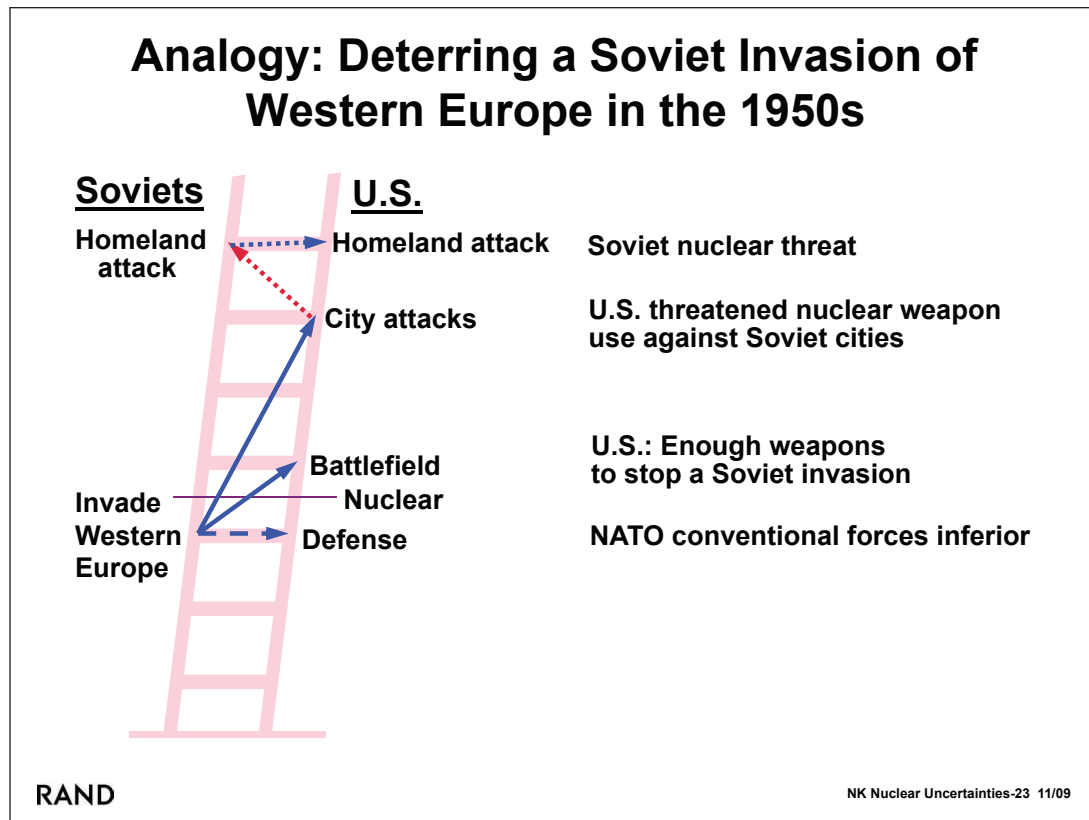 Analogy: Deterring a Soviet Invasion of
Western Europe in the 1950s
Soviets
U.S.
Homeland
attack
Homeland attack
Soviet nuclear threat
City attacks
U.S. threatened nuclear weapon
use against Soviet cities
Battlefield
U.S.: Enough weapons
to stop a Soviet invasion
Nuclear
Invade
Western
Europe
Defense
NATO conventional forces inferior
RAND
NK Nuclear Uncertainties-23 11/09